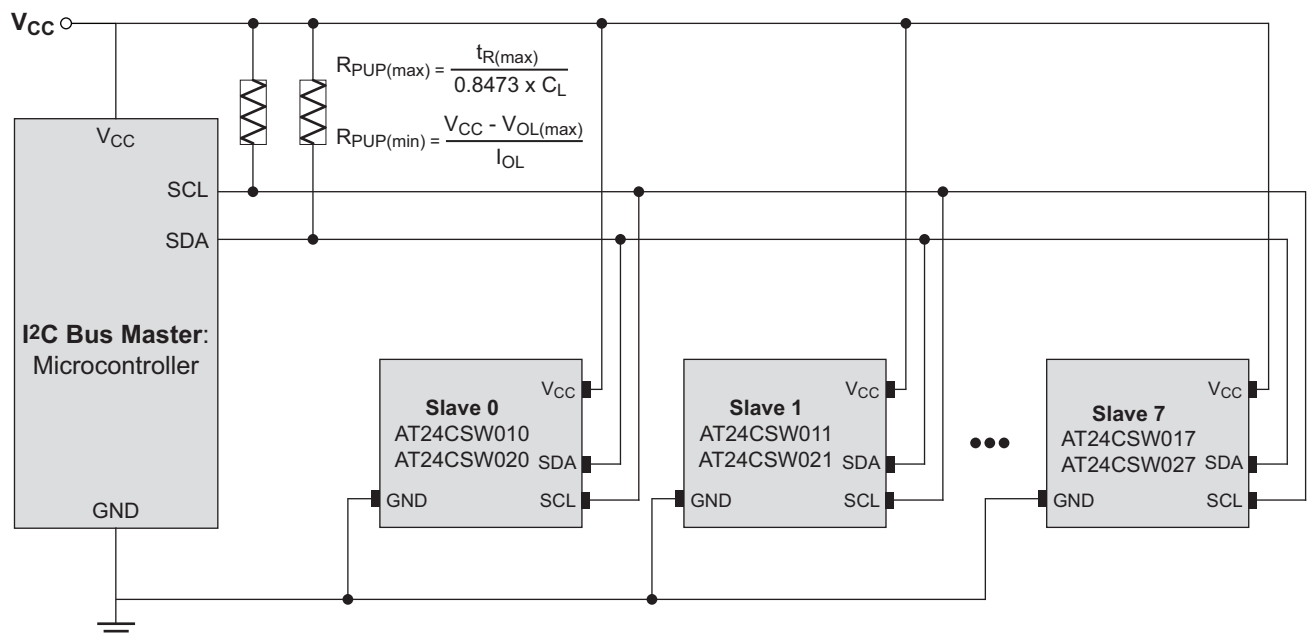 VCC
RPUP(max) = tR(max)
0.8473 x CL
RPUP(min) = VCC - VOL(max)
IOL
VCC
SCL
SDA
I2C Bus Master:
Microcontroller
GND
VCC
Slave 0
AT24CSW010
AT24CSW020
SDA
GND
SCL
VCC
Slave 1
AT24CSW011
AT24CSW021
SDA
GND
SCL
VCC
Slave 7
AT24CSW017
AT24CSW027
SDA
GND
SCL